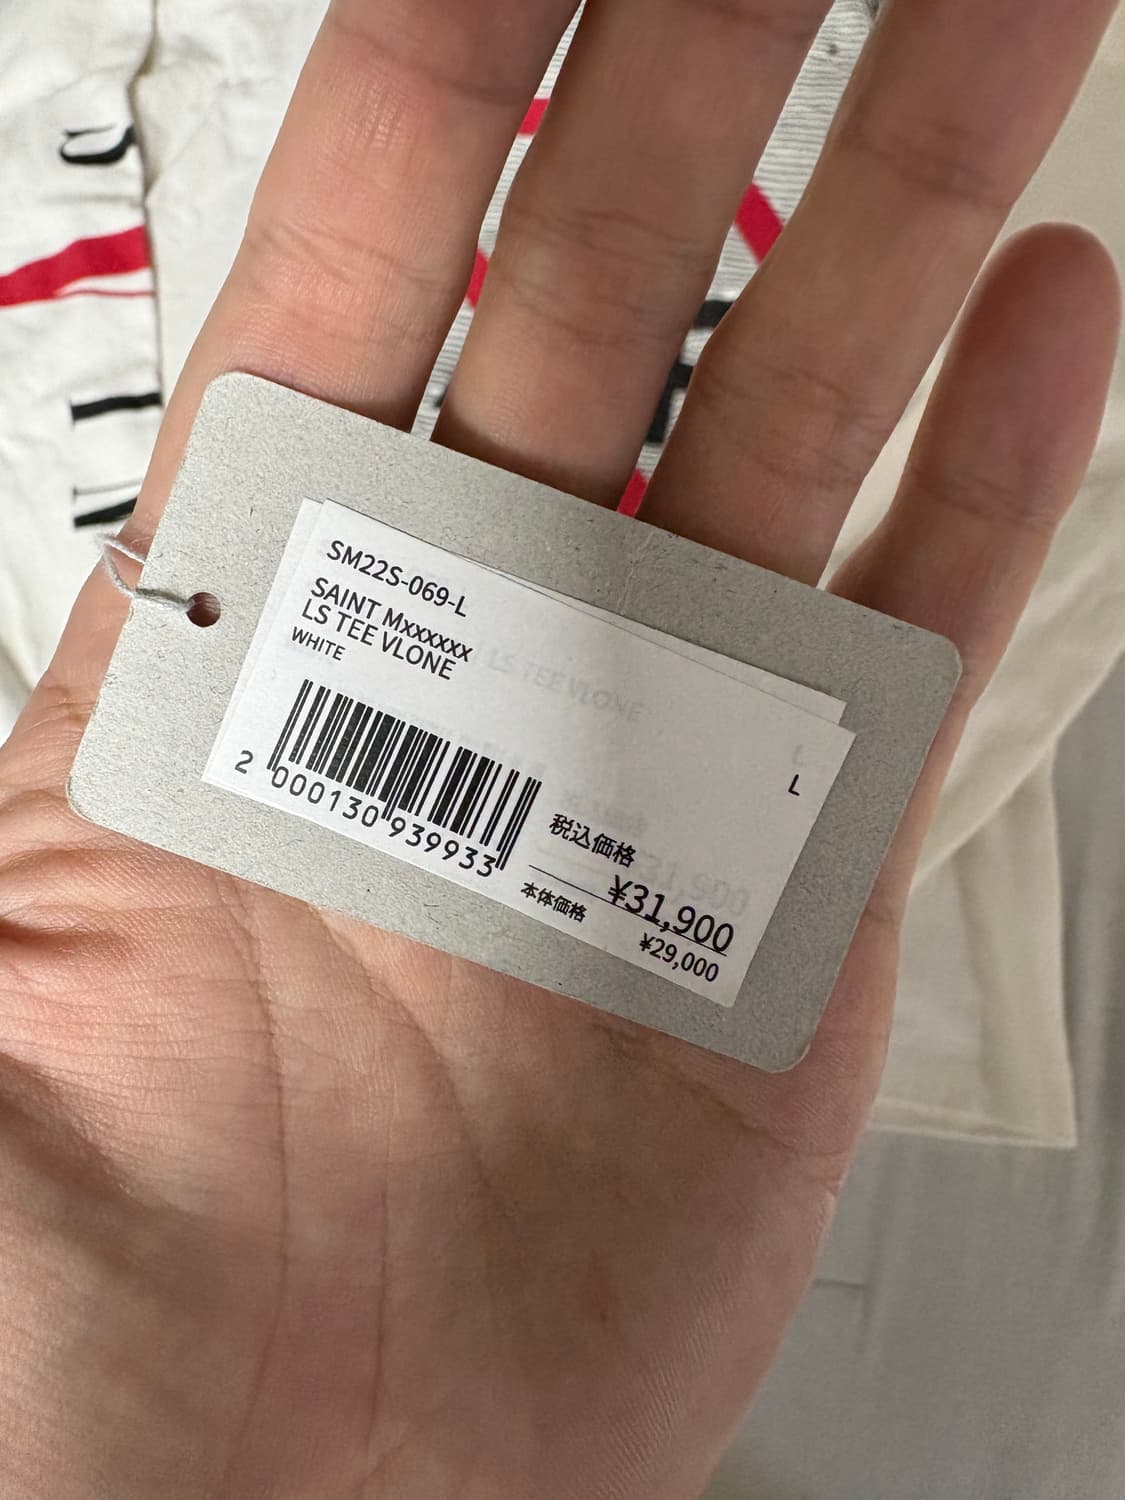 SM22S-069-L
SAINT Mxxxxxx
LS TEE VLONE
WHITE
L
2 000130 939933
税込価格
¥31,900
本体価格
¥29,000